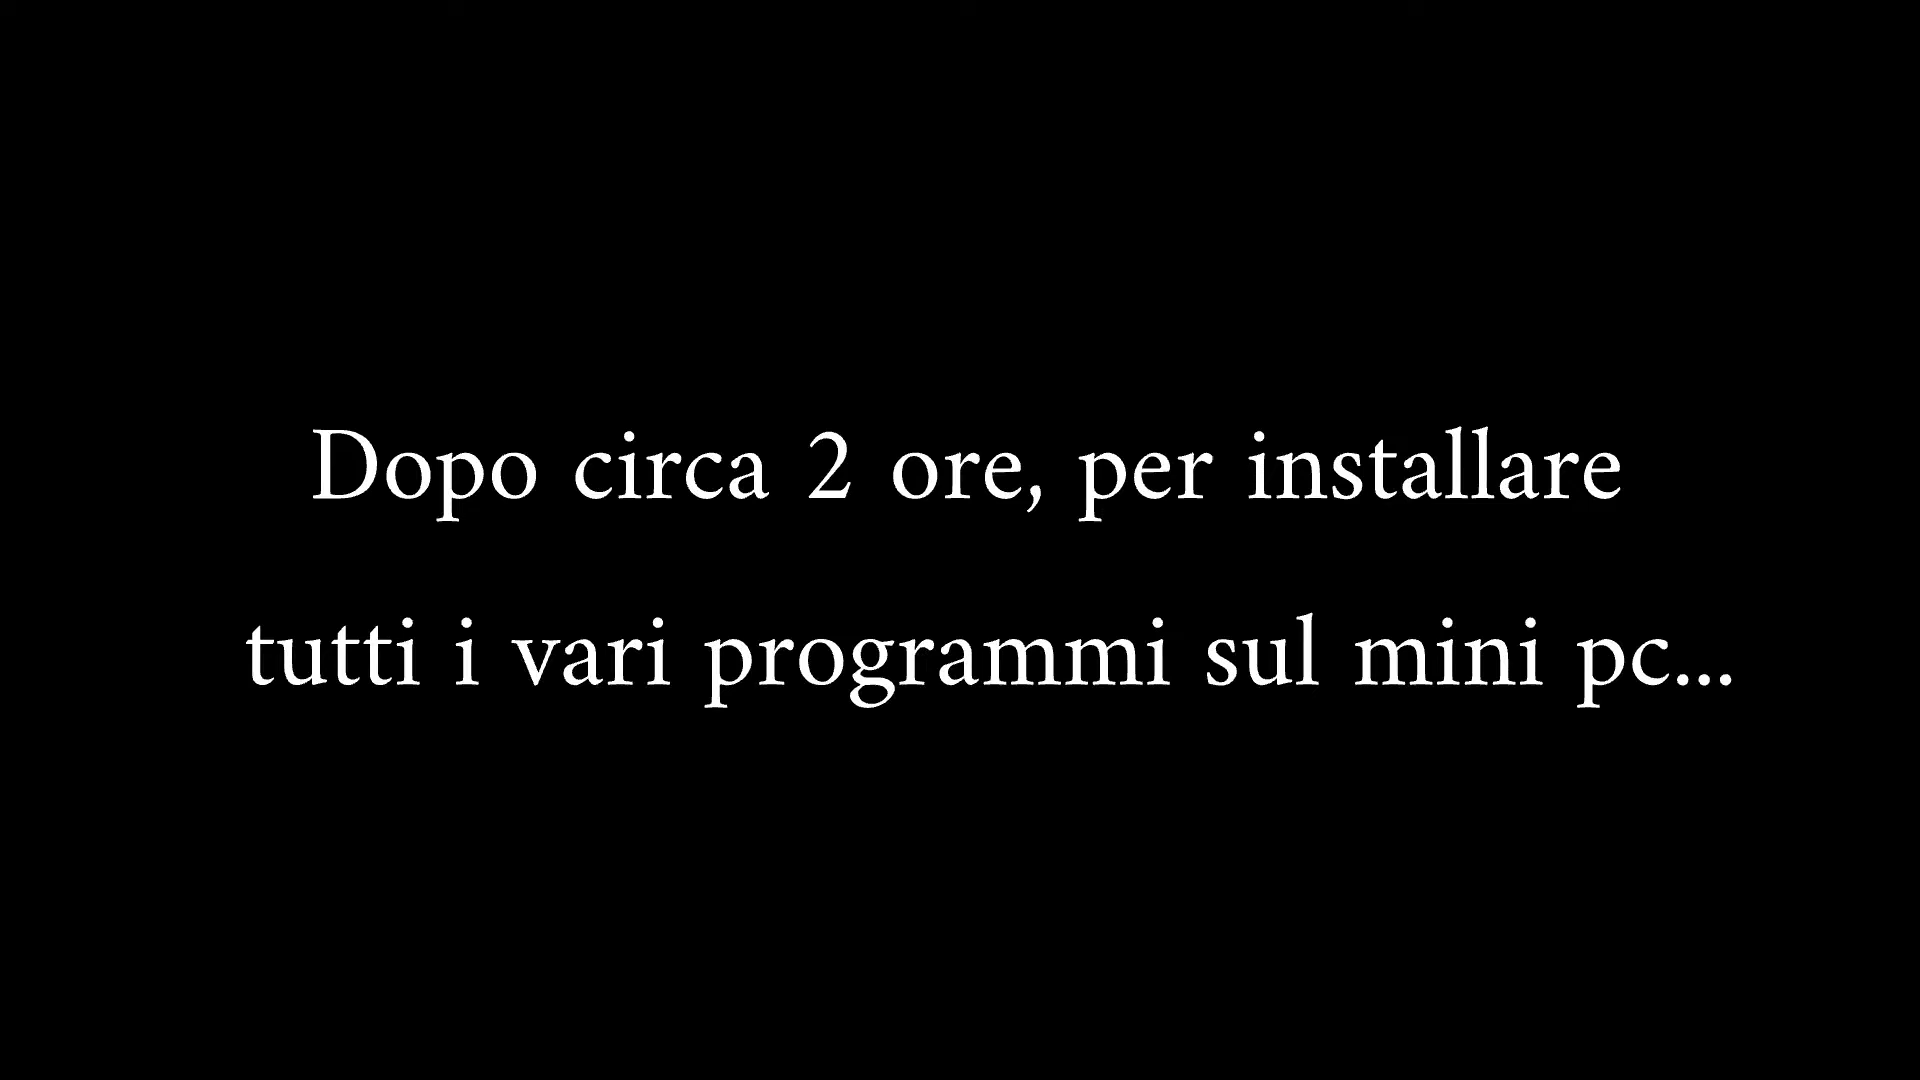 Dopo circa 2 ore, per installare
tutti i vari programmi sul mini pc...